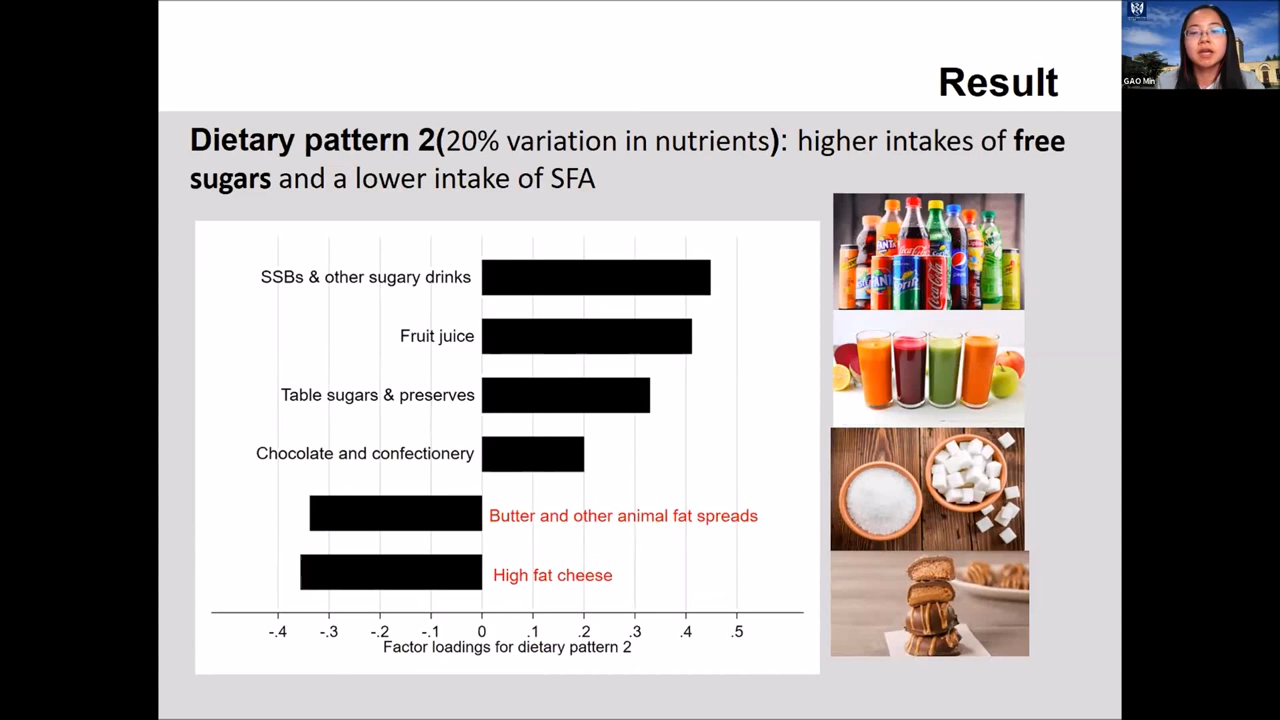 GAO Min
Result
Dietary pattern 2(20% variation in nutrients): higher intakes of free
sugars and a lower intake of SFA
SSBs & other sugary drinks
Fruit juice
Table sugars & preserves
Chocolate and confectionery
Butter and other animal fat spreads
High fat cheese
-.4 -.3 -.2 -.1 0 .1 .2 .3 .4 .5
Factor loadings for dietary pattern 2